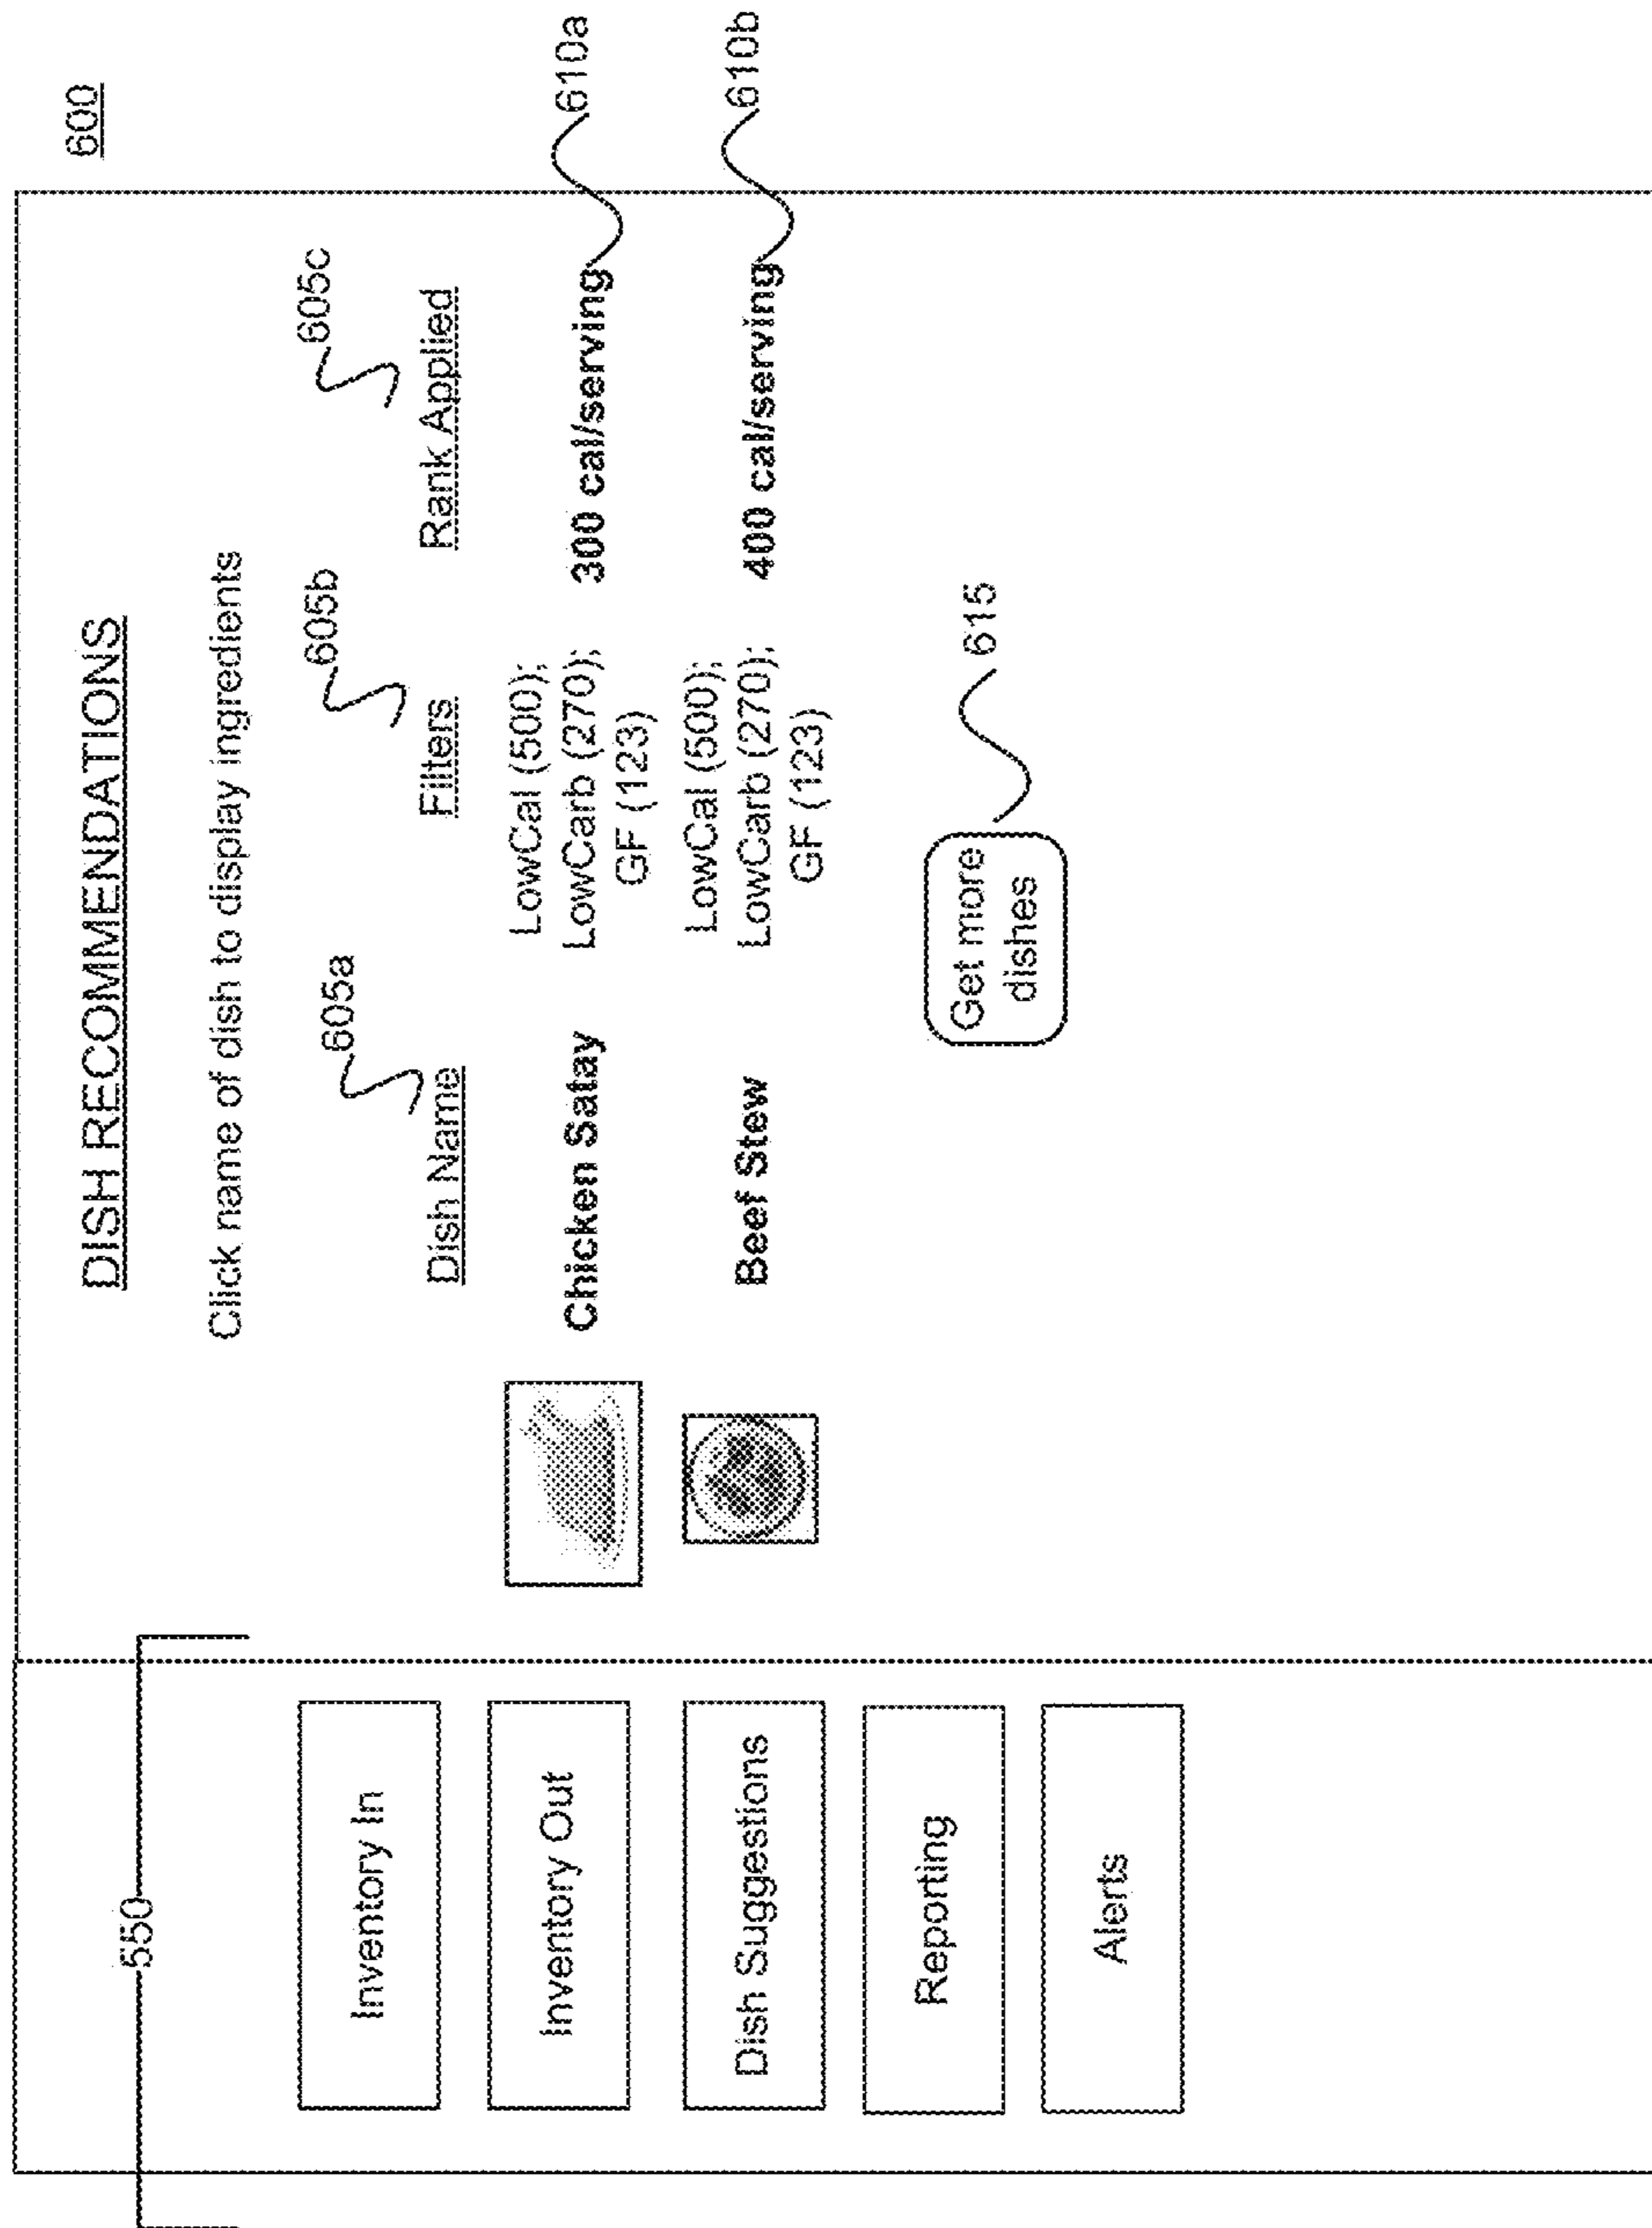 600
DISH RECOMMENDATIONS
550
Click name of dish to display ingredients
605a
605b
605c
Dish Name
Filters
Rank Applied
Inventory In
Inventory Out
Dish Suggestions
Reporting
Alerts
LowCal (500);
Chicken Satay
LowCarb (270);
300 cal/serving
610a
GF (123)
LowCal (500);
Beef Stew
LowCarb (270);
400 cal/serving
610b
GF (123)
Get more
dishes
615